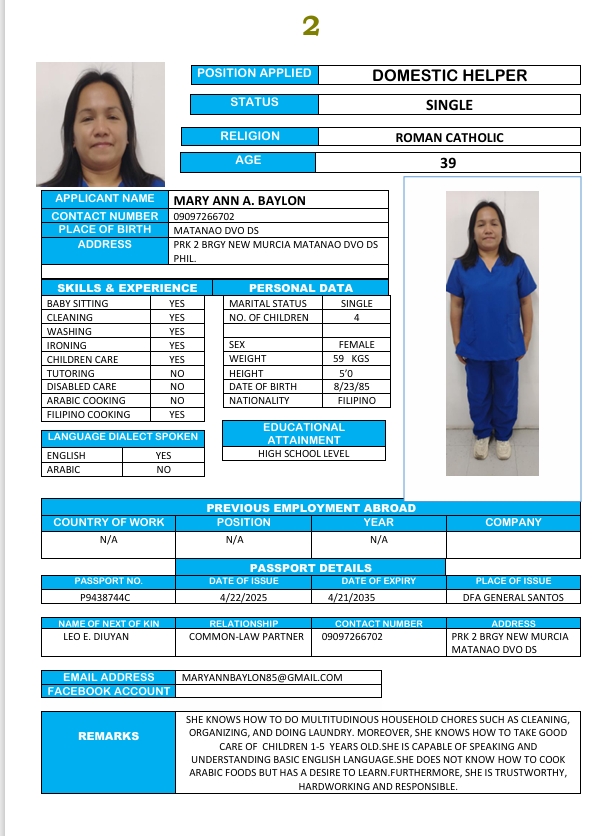 2
POSITION APPLIED DOMESTIC HELPER
STATUS SINGLE
RELIGION ROMAN CATHOLIC
AGE 39
APPLICANT NAME MARY ANN A. BAYLON
CONTACT NUMBER 09097266702
PLACE OF BIRTH MATANAO DVO DS
ADDRESS PRK 2 BRGY NEW MURCIA MATANAO DVO DS
PHIL.
SKILLS & EXPERIENCE PERSONAL DATA
BABY SITTING YES MARITAL STATUS SINGLE
CLEANING YES NO. OF CHILDREN 4
WASHING YES
IRONING YES SEX FEMALE
CHILDREN CARE YES WEIGHT 59 KGS
TUTORING NO HEIGHT 5'0
DISABLED CARE NO DATE OF BIRTH 8/23/85
ARABIC COOKING NO NATIONALITY FILIPINO
FILIPINO COOKING YES
EDUCATIONAL
ATTAINMENT
HIGH SCHOOL LEVEL
LANGUAGE DIALECT SPOKEN
ENGLISH YES
ARABIC NO
PREVIOUS EMPLOYMENT ABROAD
COUNTRY OF WORK POSITION YEAR COMPANY
N/A N/A N/A
PASSPORT DETAILS
PASSPORT NO. DATE OF ISSUE DATE OF EXPIRY PLACE OF ISSUE
P9438744C 4/22/2025 4/21/2035 DFA GENERAL SANTOS
NAME OF NEXT OF KIN RELATIONSHIP CONTACT NUMBER ADDRESS
LEO E. DIUYAN COMMON-LAW PARTNER 09097266702 PRK 2 BRGY NEW MURCIA
MATANAO DVO DS
EMAIL ADDRESS MARYANNBAYLON85@GMAIL.COM
FACEBOOK ACCOUNT
REMARKS
SHE KNOWS HOW TO DO MULTITUDINOUS HOUSEHOLD CHORES SUCH AS CLEANING,
ORGANIZING, AND DOING LAUNDRY. MOREOVER, SHE KNOWS HOW TO TAKE GOOD
CARE OF CHILDREN 1-5 YEARS OLD.SHE IS CAPABLE OF SPEAKING AND
UNDERSTANDING BASIC ENGLISH LANGUAGE.SHE DOES NOT KNOW HOW TO COOK
ARABIC FOODS BUT HAS A DESIRE TO LEARN.FURTHERMORE, SHE IS TRUSTWORTHY,
HARDWORKING AND RESPONSIBLE.